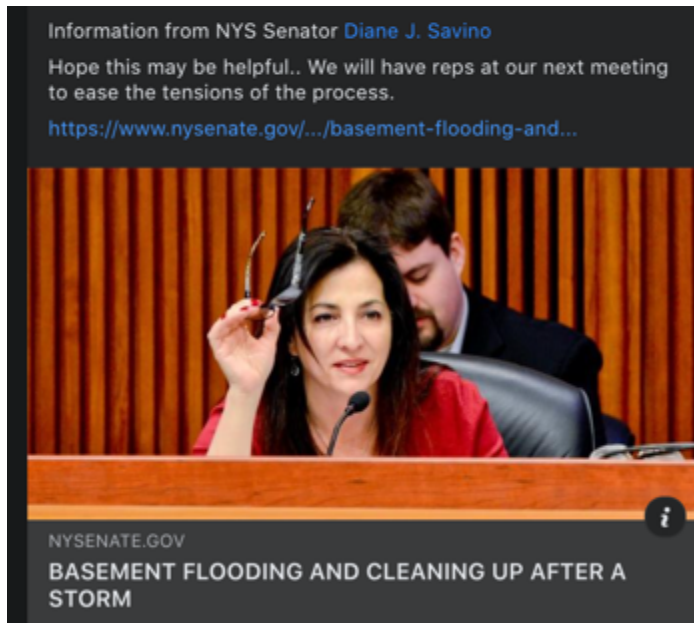 Information from NYS Senator Diane J. Savino
Hope this may be helpful.. We will have reps at our next meeting
to ease the tensions of the process.
https://www.nysenate.gov/.../basement-flooding-and...
i
NYSENATE.GOV
BASEMENT FLOODING AND CLEANING UP AFTER A
STORM